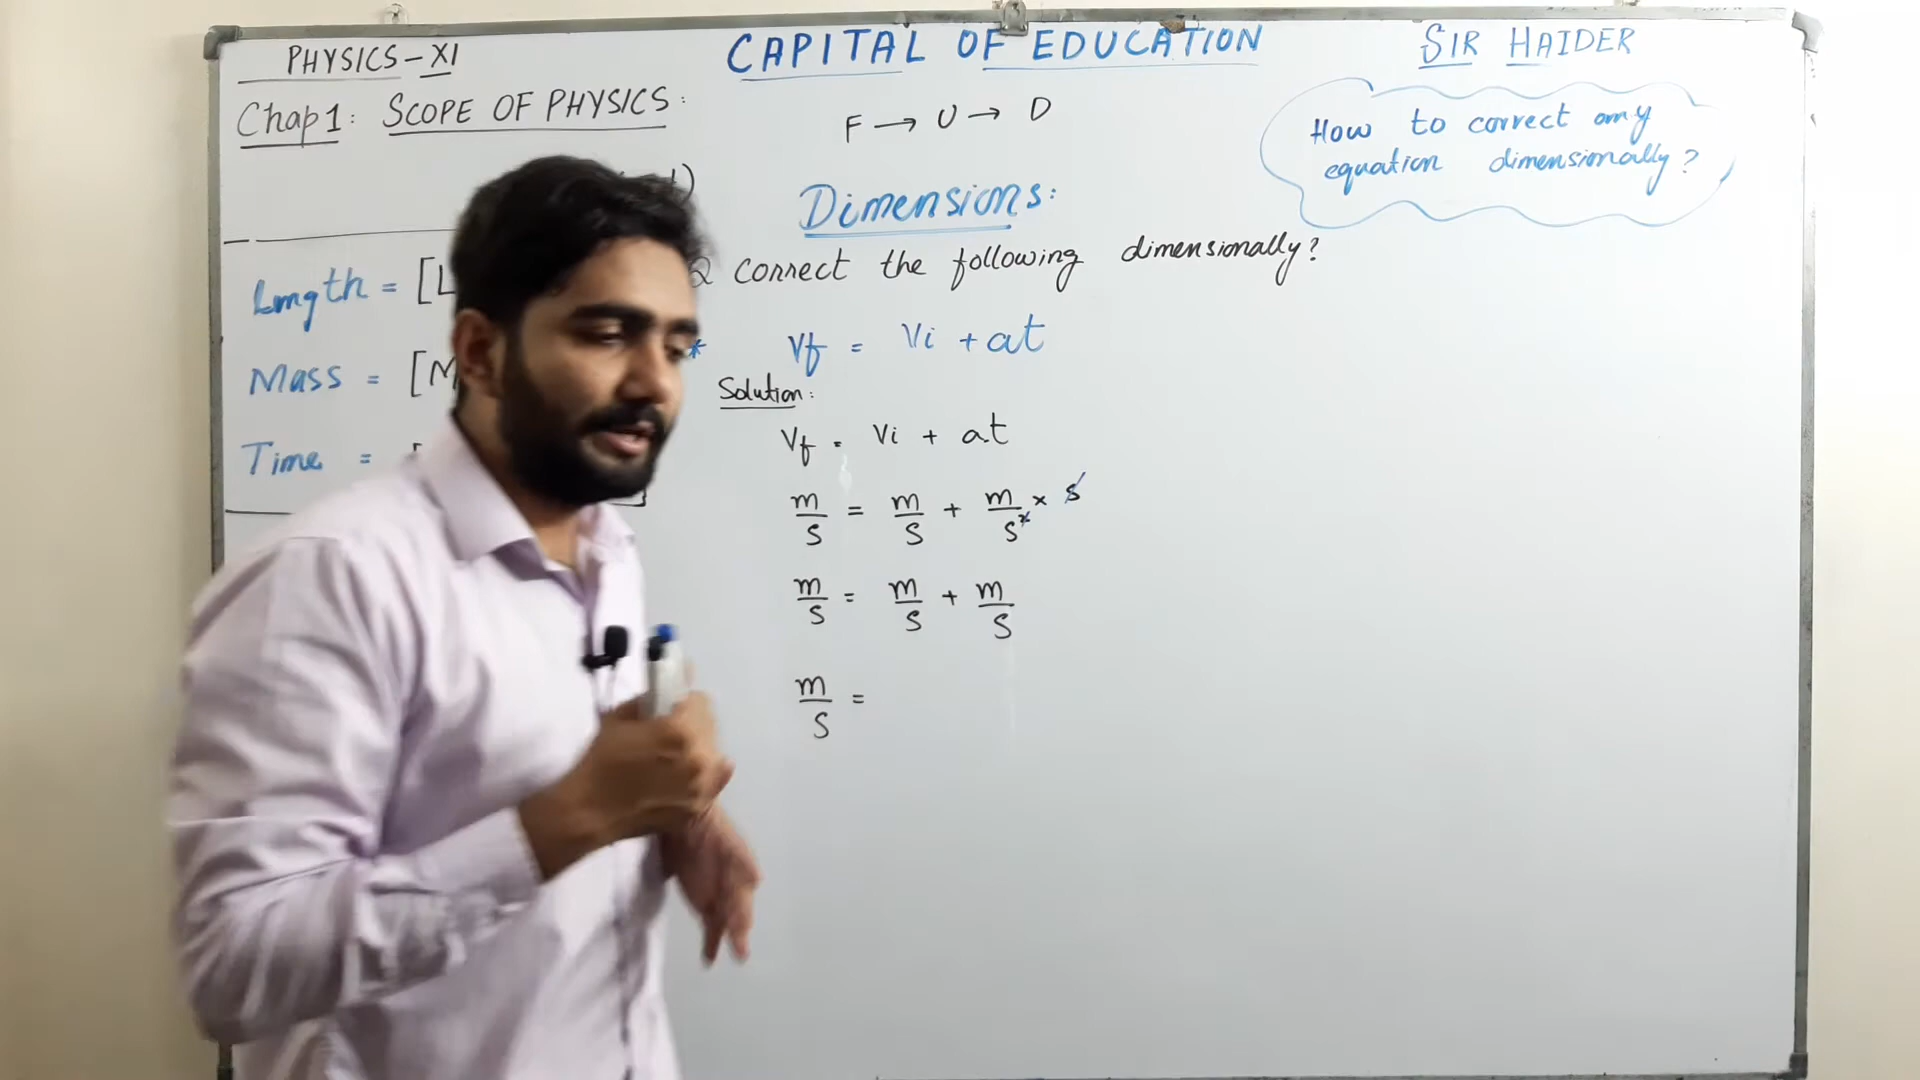 PHYSICS-XI
CAPITAL OF EDUCATION
SIR HAIDER
Chap 1: SCOPE OF PHYSICS:
F → U → D
How to correct any
equation dimensionally?
Dimensions:
Length = [L
Mass = [M
Time = [
Q Correct the following dimensionally?
* Vf = Vi + at
Solution:
Vf = Vi + at
m/s = m/s + m/s² × s
m/s = m/s + m/s
m/s =